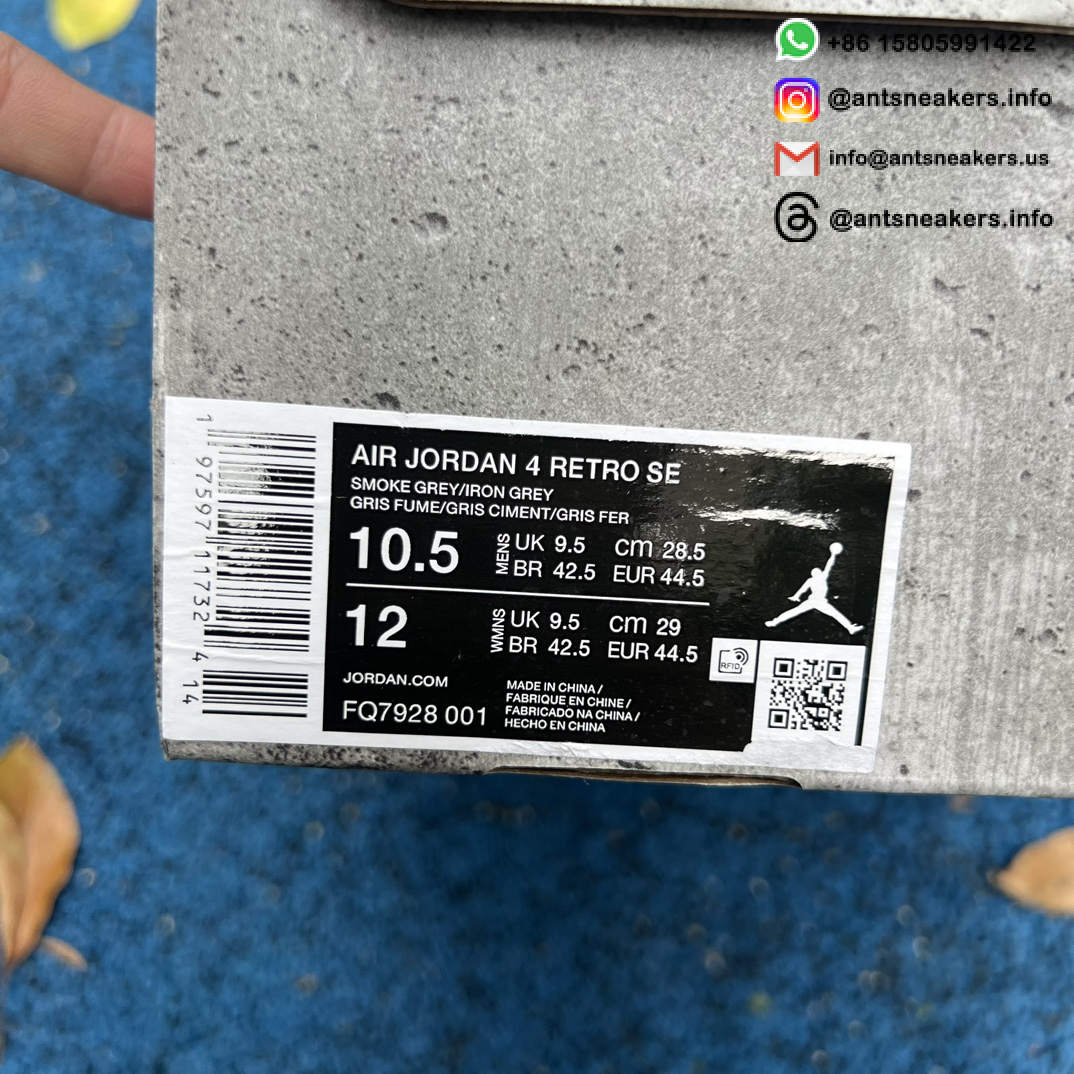 +86 15805991422
@antsneakers.info
info@antsneakers.us
@antsneakers.info
1 97597 11732 4 14
AIR JORDAN 4 RETRO SE
SMOKE GREY/IRON GREY
GRIS FUME/GRIS CIMENT/GRIS FER
10.5 MENS UK 9.5 cm 28.5
BR 42.5 EUR 44.5
12 WMNS UK 9.5 cm 29
BR 42.5 EUR 44.5
RFID
JORDAN.COM
FQ7928 001
MADE IN CHINA /
FABRIQUE EN CHINE /
FABRICADO NA CHINA /
HECHO EN CHINA